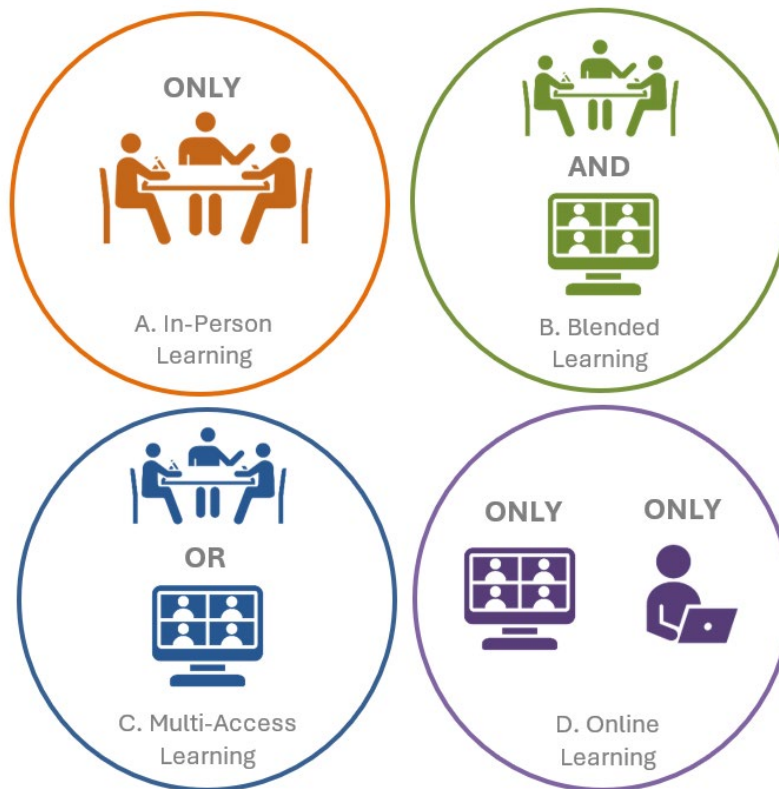 ONLY
A. In-Person
Learning
AND
B. Blended
Learning
OR
C. Multi-Access
Learning
ONLY
ONLY
D. Online
Learning